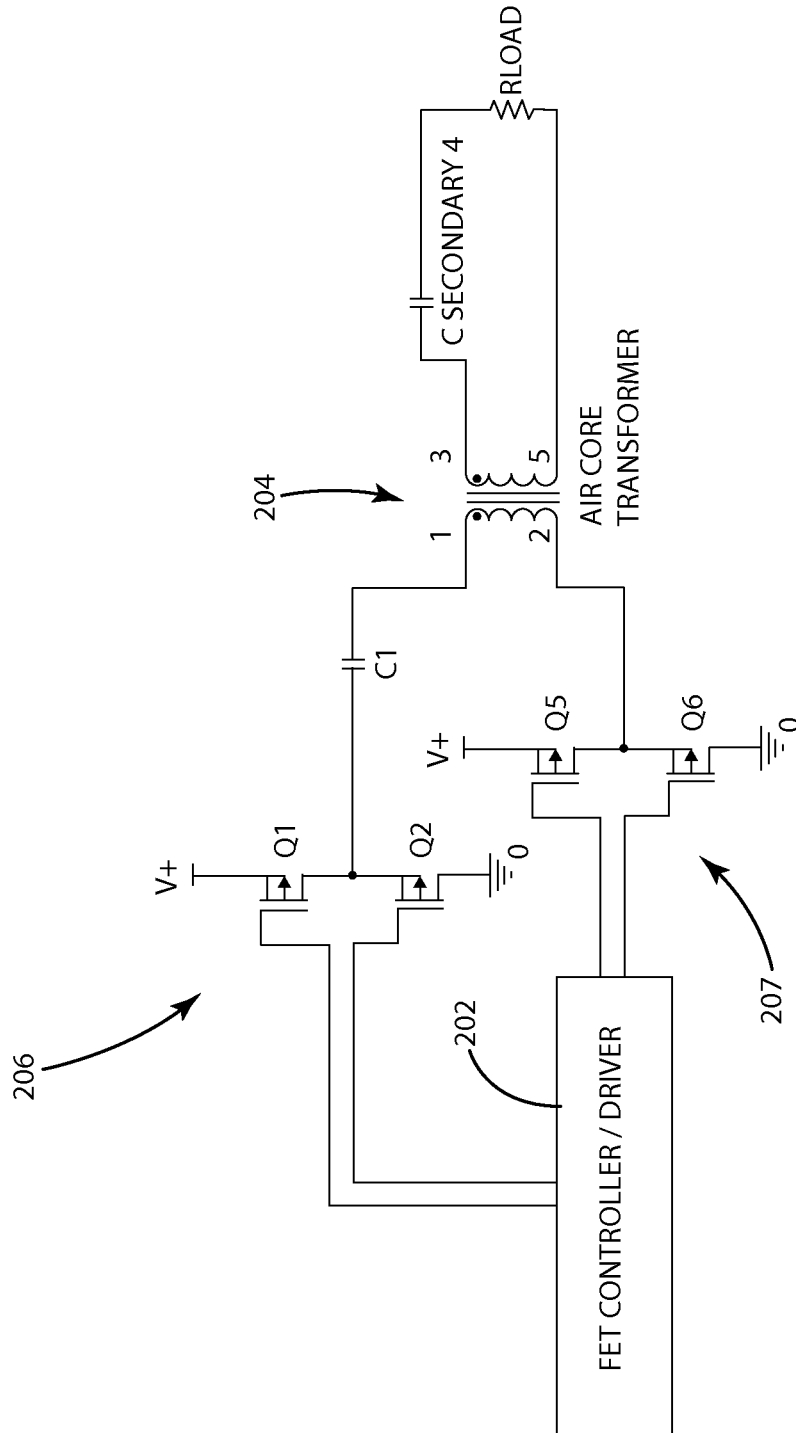 206
202
FET CONTROLLER / DRIVER
207
V+
Q1
Q2
0
V+
Q5
Q6
0
C1
204
1
2
3
5
AIR CORE
TRANSFORMER
C SECONDARY 4
RLOAD